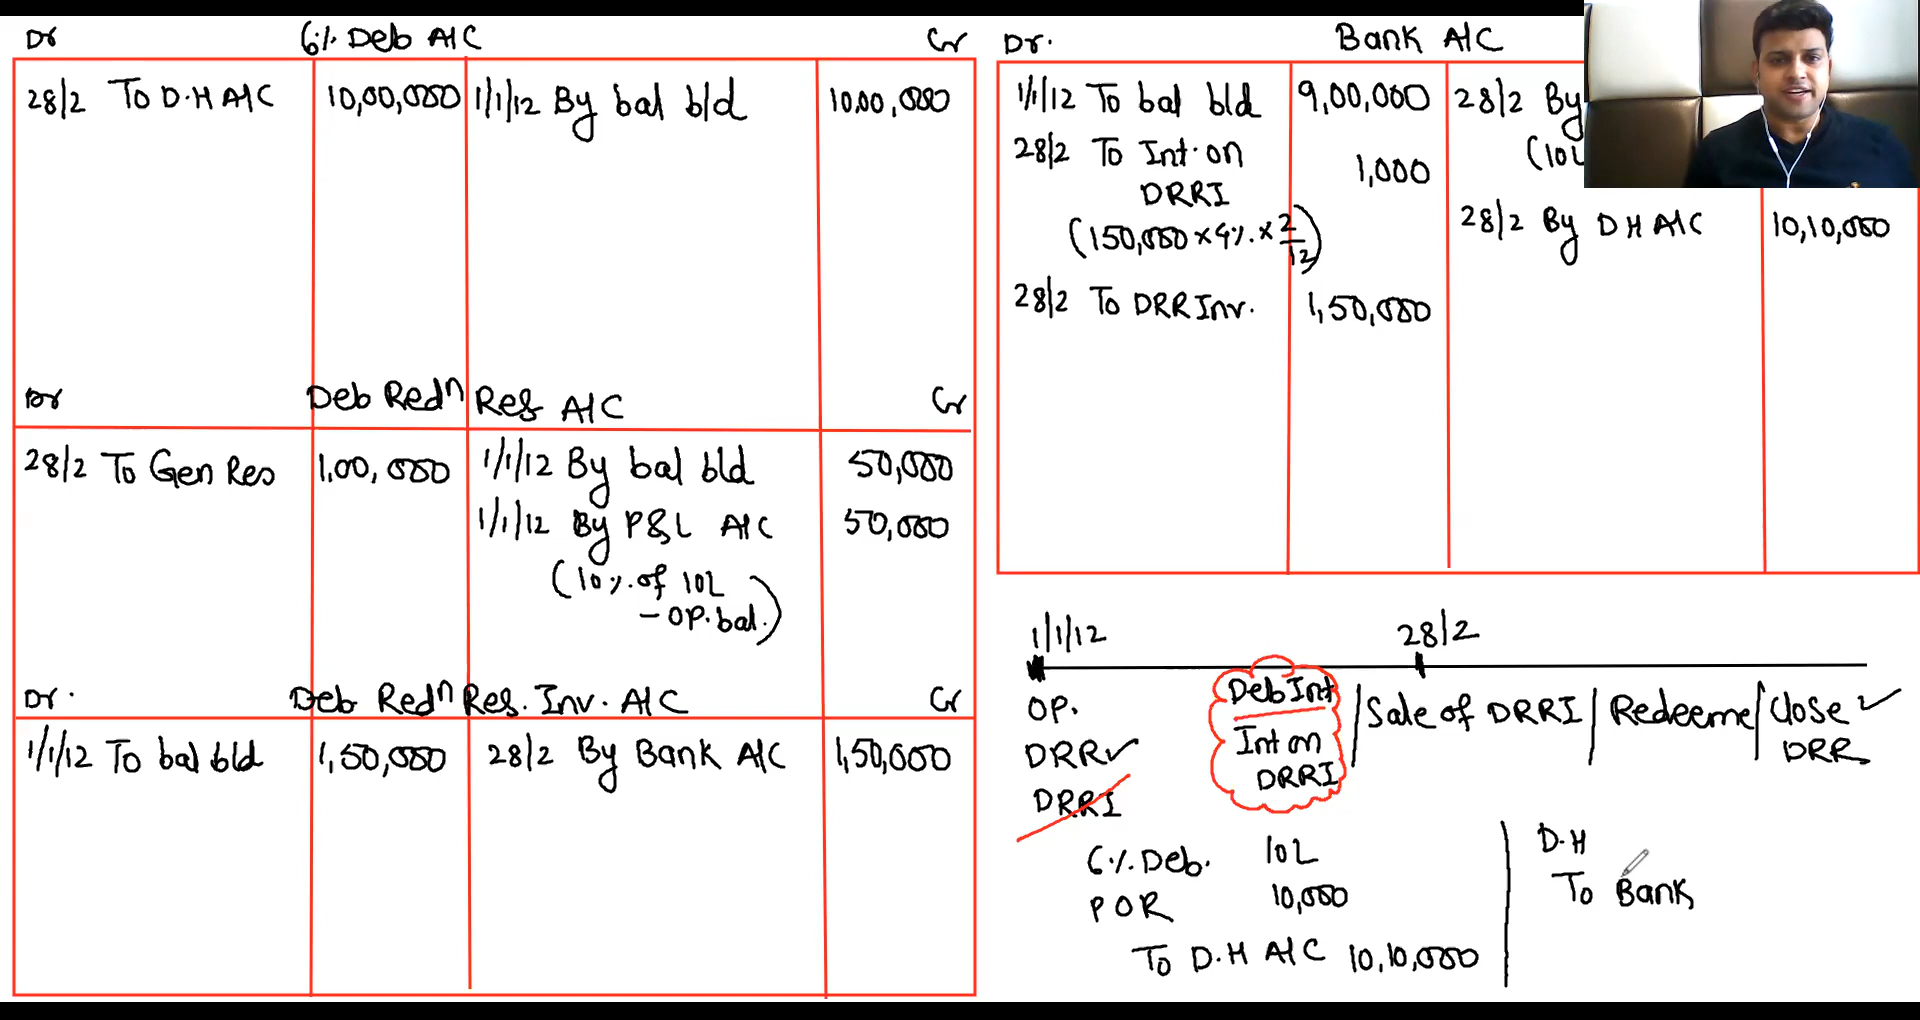 Dr 6% Deb A/C Cr
28/2 To D.H A/C 10,00,000 1/1/12 By bal b/d 10,00,000
Dr Deb Redⁿ Res A/C Cr
28/2 To Gen Res 1,00,000 1/1/12 By bal b/d 50,000
1/1/12 By P&L A/C 50,000
(10% of 10L
- OP. bal.)
Dr. Deb Redⁿ Res. Inv. A/C Cr
1/1/12 To bal b/d 1,50,000 28/2 By Bank A/C 1,50,000
Dr. Bank A/C
1/1/12 To bal b/d 9,00,000 28/2 By
28/2 To Int. on (10L
DRRI 1,000
(150,000 × 4% × 2/12)
28/2 By D H A/C 10,10,000
28/2 To DRR Inv. 1,50,000
1/1/12 28/2
OP. Deb Int Sale of DRRI Redeeme Close ✓
DRR ✓ Int on DRR
DRRI DRRI
6% Deb. 10L
POR 10,000
To D.H A/C 10,10,000
D.H
To Bank